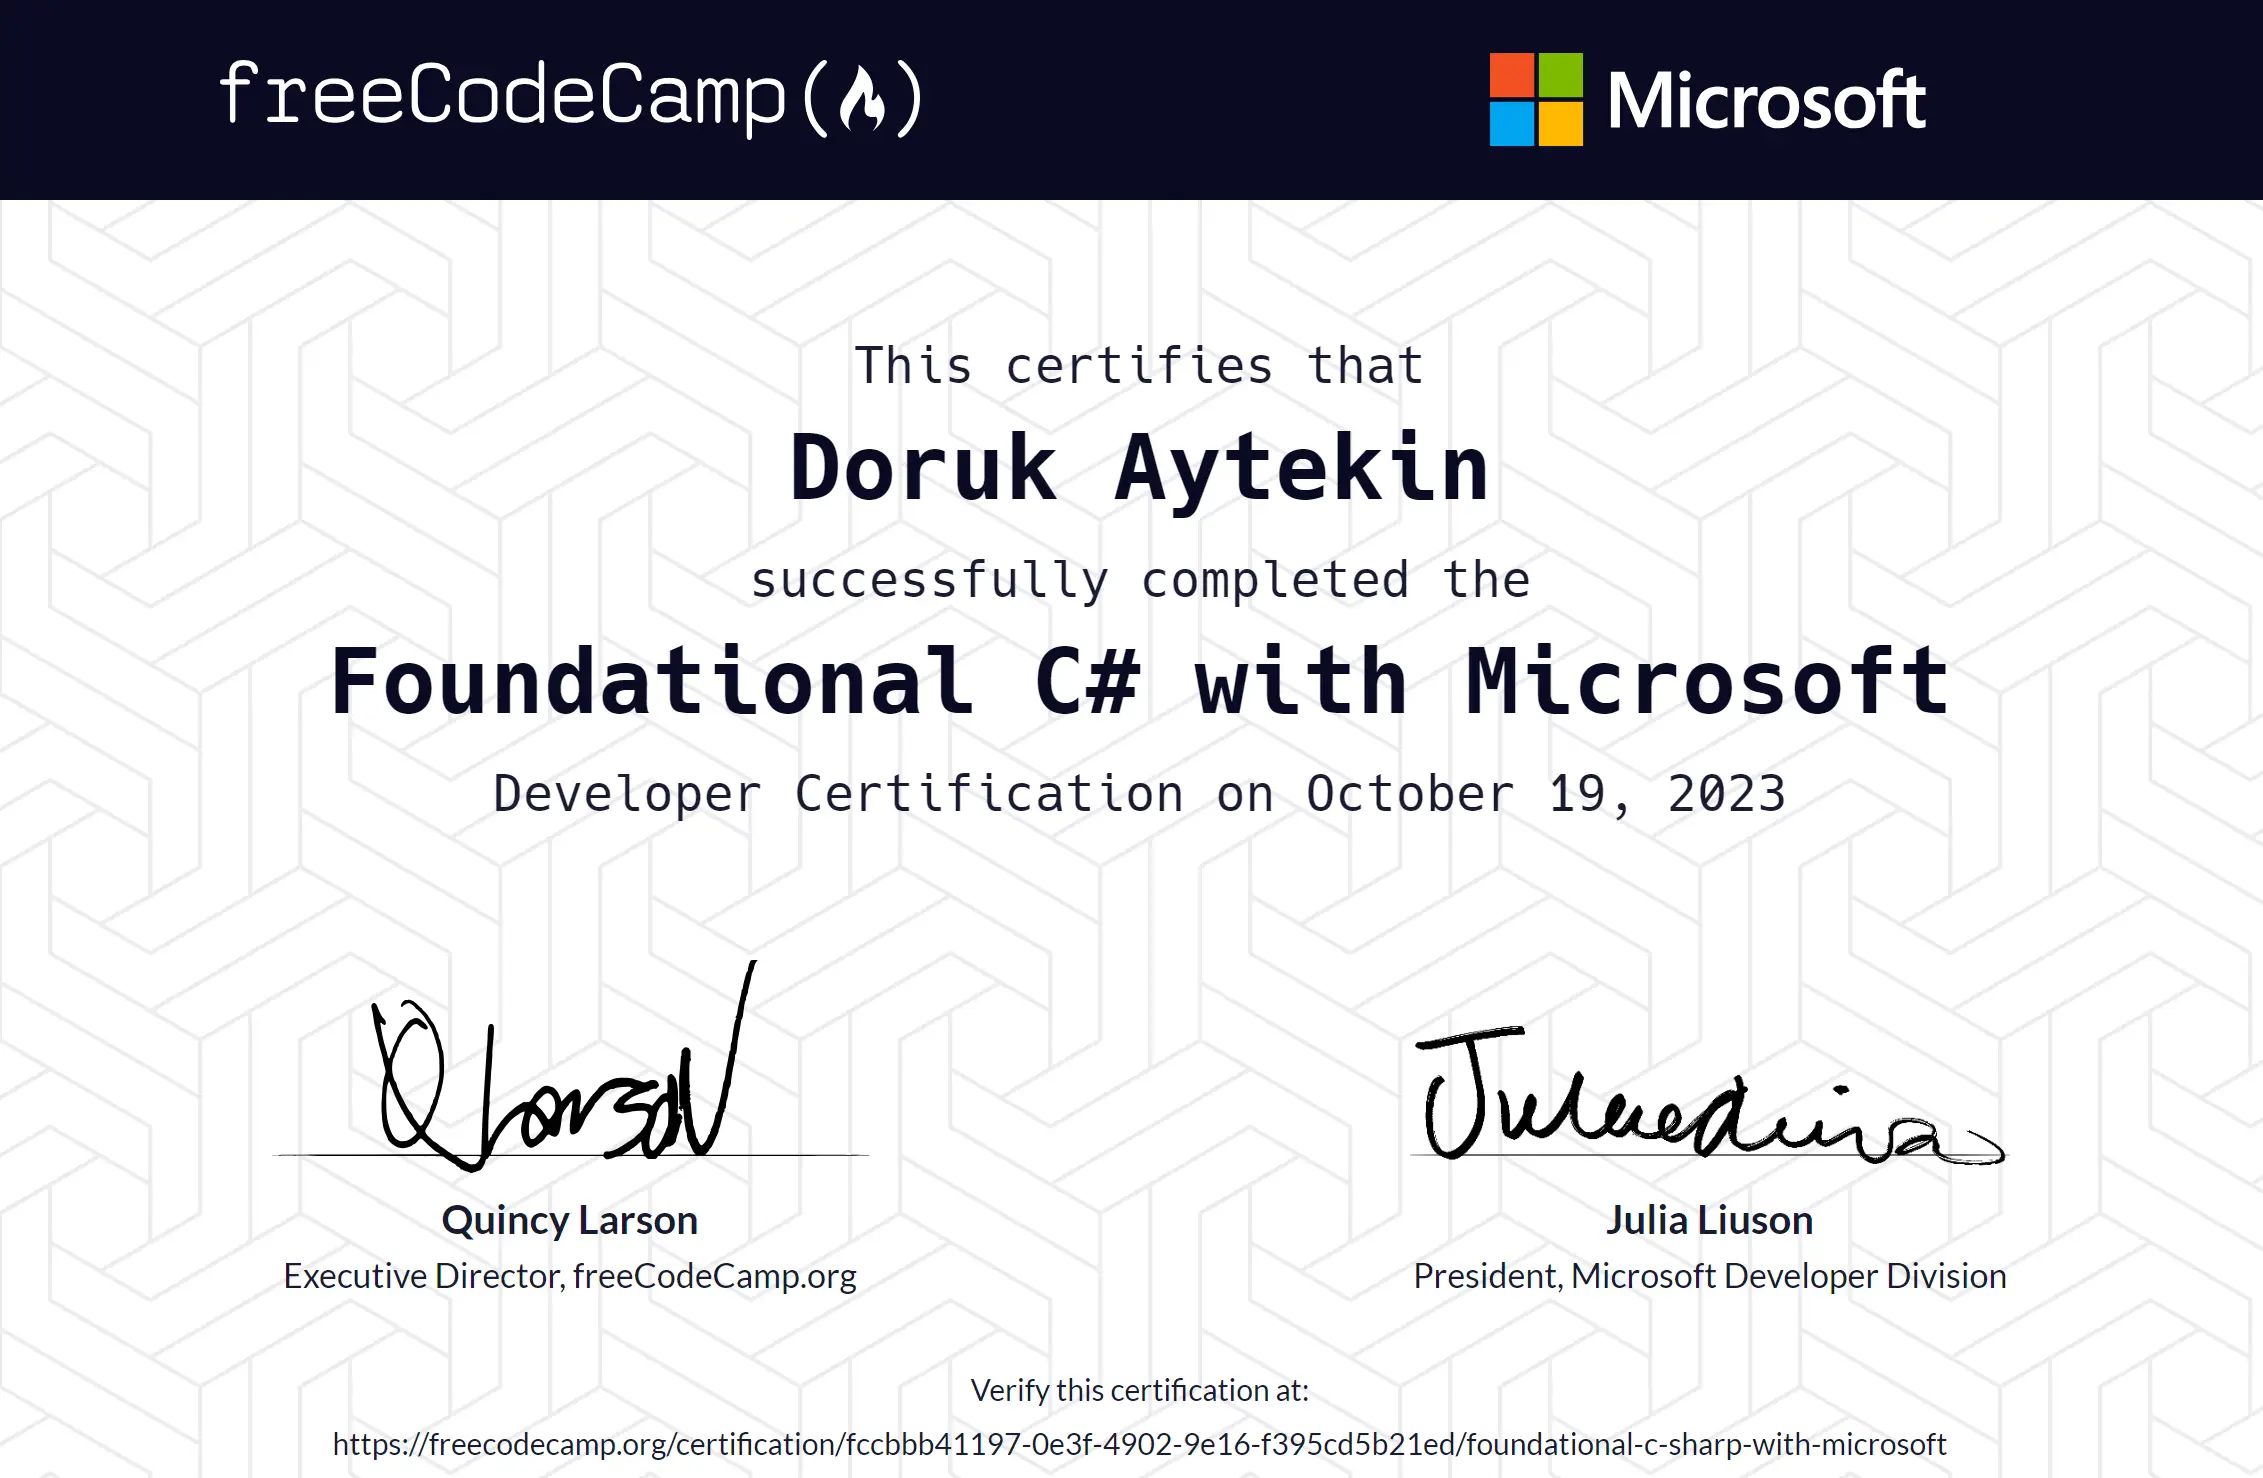 freeCodeCamp(🔥)
Microsoft
This certifies that
Doruk Aytekin
successfully completed the
Foundational C# with Microsoft
Developer Certification on October 19, 2023
Quincy Larson
Executive Director, freeCodeCamp.org
Julia Liuson
President, Microsoft Developer Division
Verify this certification at:
https://freecodecamp.org/certification/fccbbb41197-0e3f-4902-9e16-f395cd5b21ed/foundational-c-sharp-with-microsoft